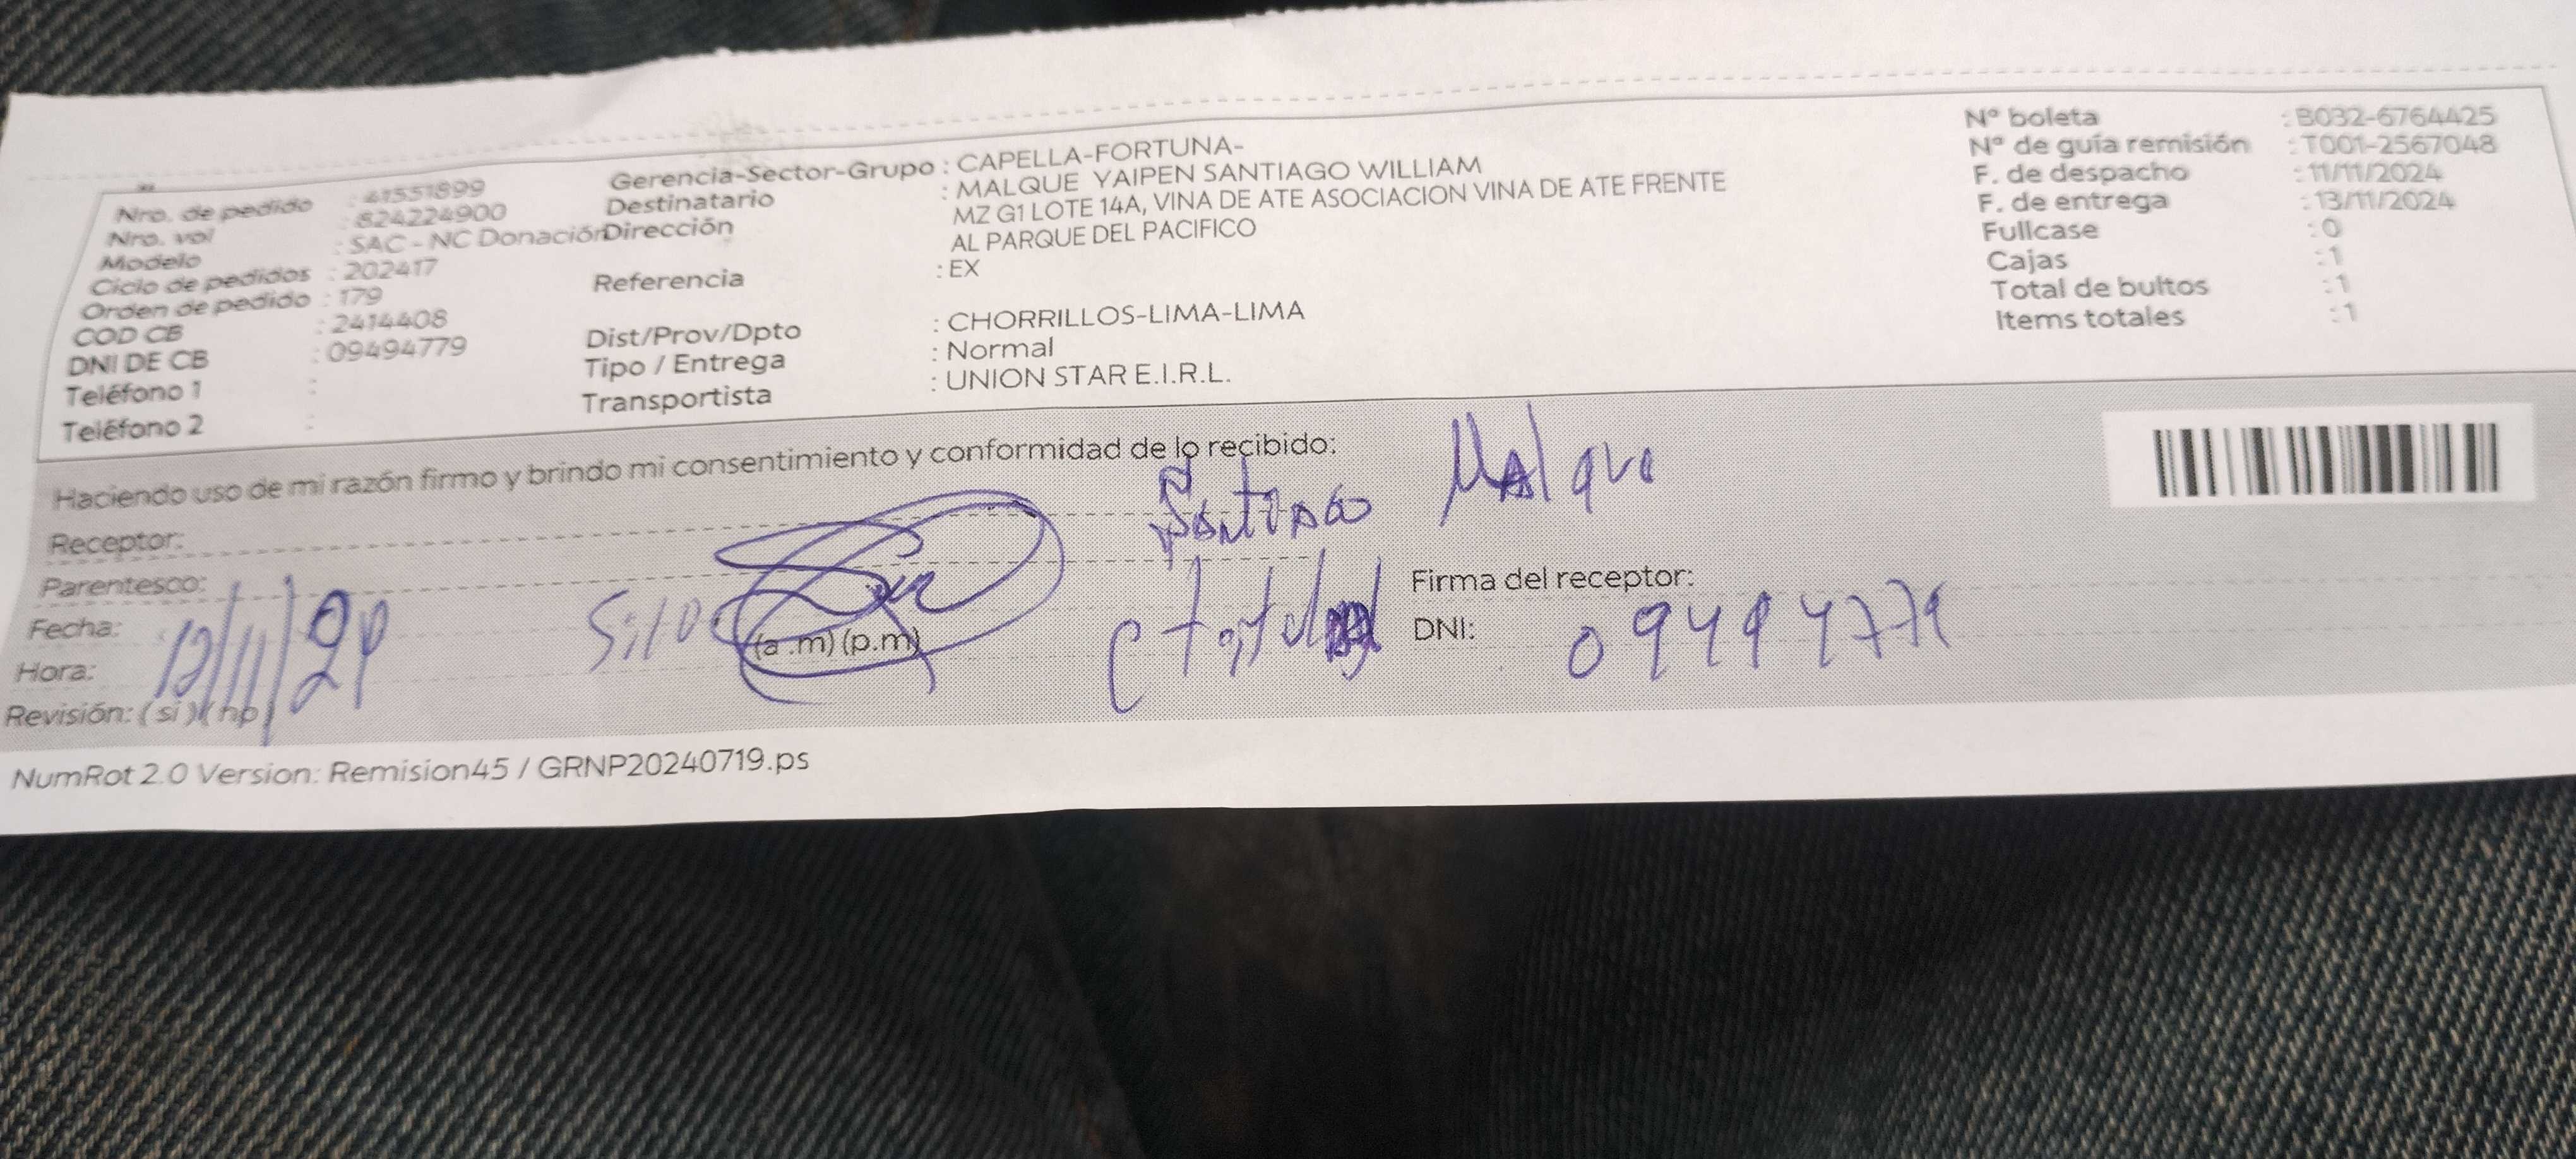 Nro. de pedido : 41551899
Nro. vol : 824224900
Modelo : SAC - NC Donación
Ciclo de pedidos : 202417
Orden de pedido : 179
COD CB : 2414408
DNI DE CB : 09494779
Teléfono 1 :
Teléfono 2 :
Gerencia-Sector-Grupo : CAPELLA-FORTUNA-
Destinatario : MALQUE YAIPEN SANTIAGO WILLIAM
Dirección MZ G1 LOTE 14A, VINA DE ATE ASOCIACION VINA DE ATE FRENTE
AL PARQUE DEL PACIFICO
Referencia : EX
Dist/Prov/Dpto : CHORRILLOS-LIMA-LIMA
Tipo / Entrega : Normal
Transportista : UNION STAR E.I.R.L.
N° boleta : B032-6764425
N° de guía remisión : T001-2567048
F. de despacho : 11/11/2024
F. de entrega : 13/11/2024
Fullcase : 0
Cajas : 1
Total de bultos : 1
Items totales : 1
Haciendo uso de mi razón firmo y brindo mi consentimiento y conformidad de lo recibido:
Malque
Receptor:
Parentesco:
Firma del receptor:
Fecha:
(a .m) (p.m)
DNI: 09494779
Hora:
Revisión: ( si ) ( no )
NumRot 2.0 Version: Remision45 / GRNP20240719.ps